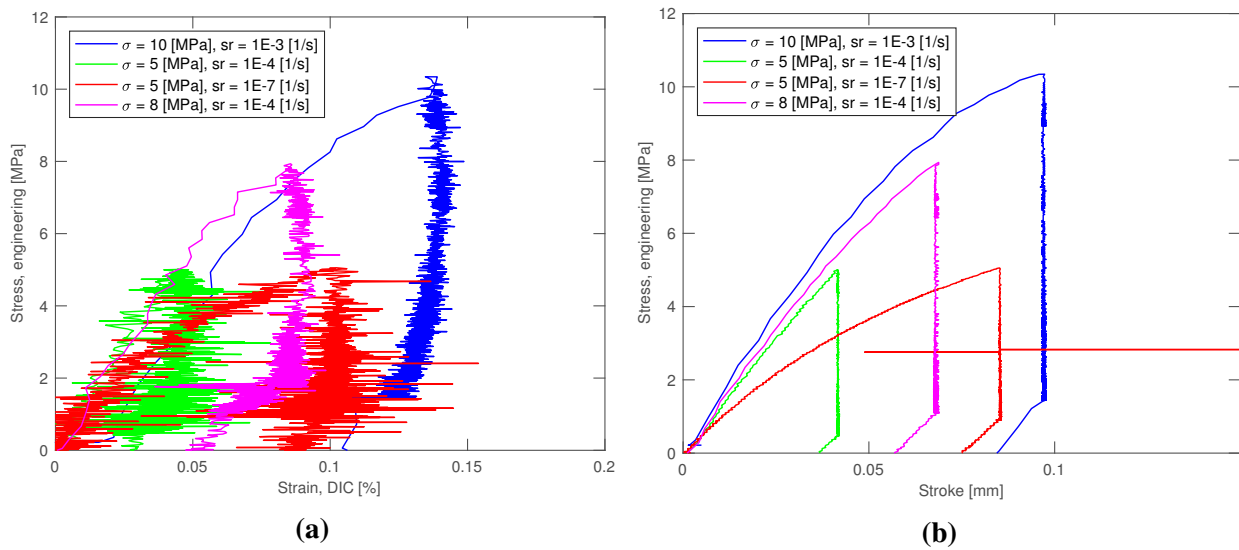 12
10
8
6
4
2
0
Stress, engineering [MPa]
σ = 10 [MPa], sr = 1E-3 [1/s]
σ = 5 [MPa], sr = 1E-4 [1/s]
σ = 5 [MPa], sr = 1E-7 [1/s]
σ = 8 [MPa], sr = 1E-4 [1/s]
0 0.05 0.1 0.15 0.2
Strain, DIC [%]
(a)
12
10
8
6
4
2
0
Stress, engineering [MPa]
σ = 10 [MPa], sr = 1E-3 [1/s]
σ = 5 [MPa], sr = 1E-4 [1/s]
σ = 5 [MPa], sr = 1E-7 [1/s]
σ = 8 [MPa], sr = 1E-4 [1/s]
0 0.05 0.1
Stroke [mm]
(b)